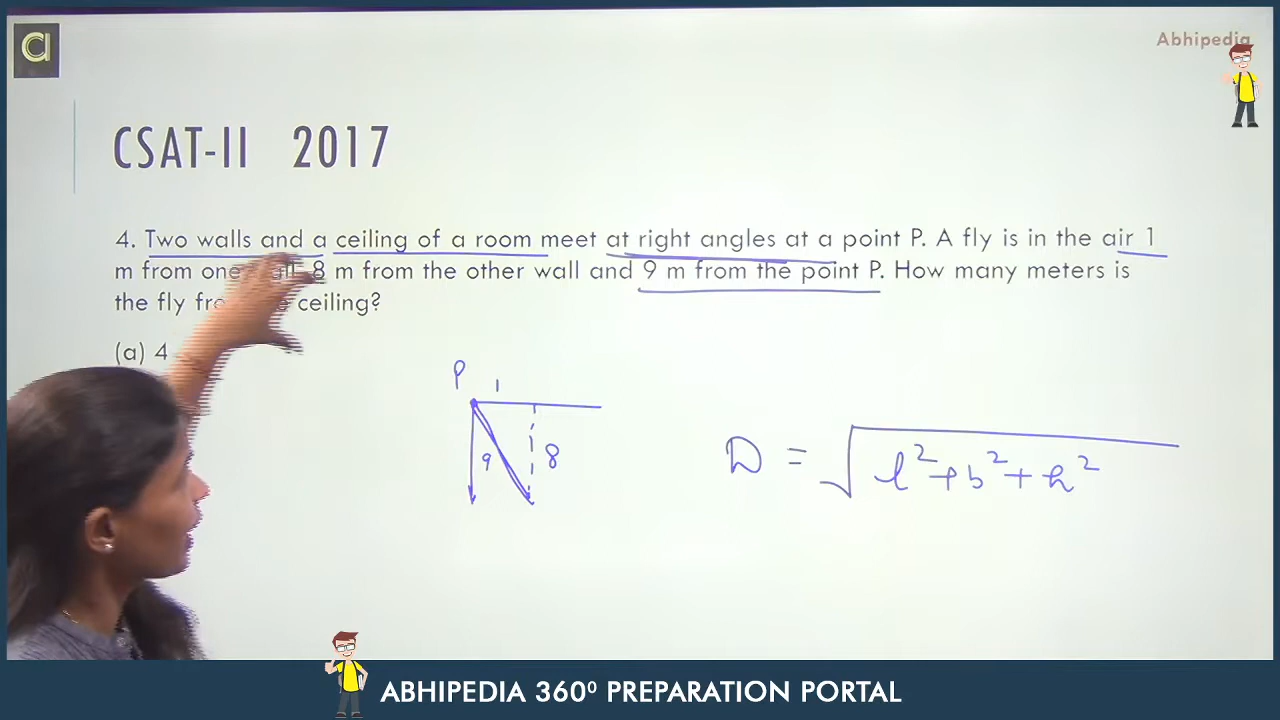 a
Abhipedia
CSAT-II 2017
4. Two walls and a ceiling of a room meet at right angles at a point P. A fly is in the air 1
m from one 8 m from the other wall and 9 m from the point P. How many meters is
the fly ceiling?
(a) 4
P 1
9 8
D = √l²+b²+h²
ABHIPEDIA 360⁰ PREPARATION PORTAL